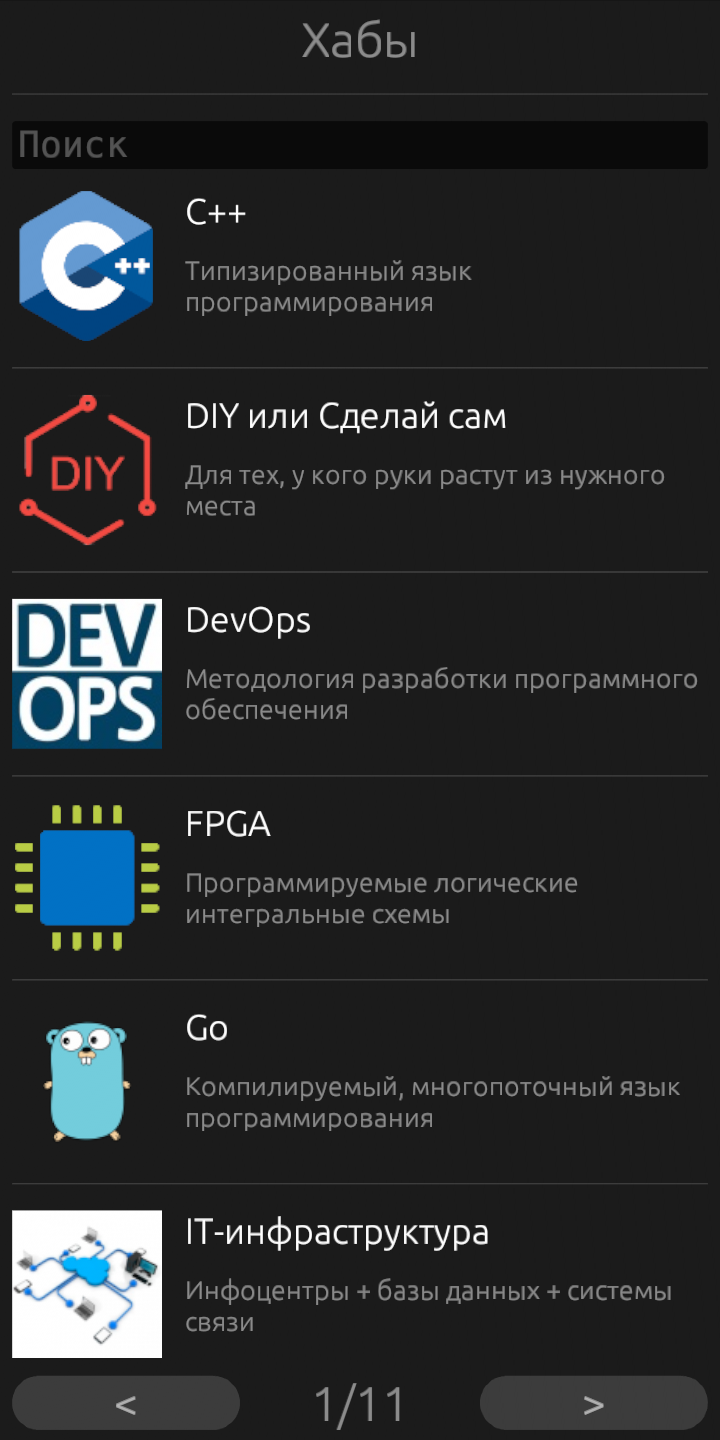 Хабы
Поиск
C++
Типизированный язык
программирования
DIY
DIY или Сделай сам
Для тех, у кого руки растут из нужного
места
DEV
OPS
DevOps
Методология разработки программного
обеспечения
FPGA
Программируемые логические
интегральные схемы
Go
Компилируемый, многопоточный язык
программирования
IT-инфраструктура
Инфоцентры + базы данных + системы
связи
< 1/11 >